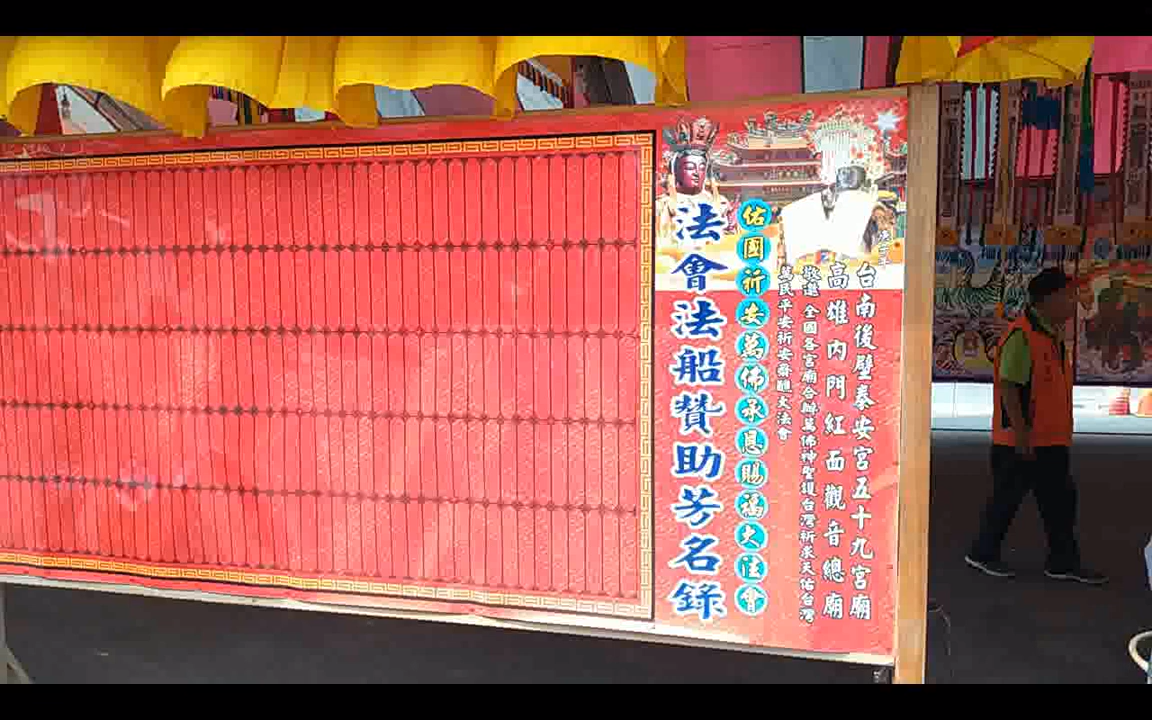 台南後壁泰安宮五十九宮廟
高雄內門紅面觀音總廟
敬邀 全國各宮廟合辦萬佛神聖護台灣祈求天佑台灣
萬民平安祈安齋醮大法會
佑國祈安萬佛承恩賜福大法會
法會法船贊助芳名錄